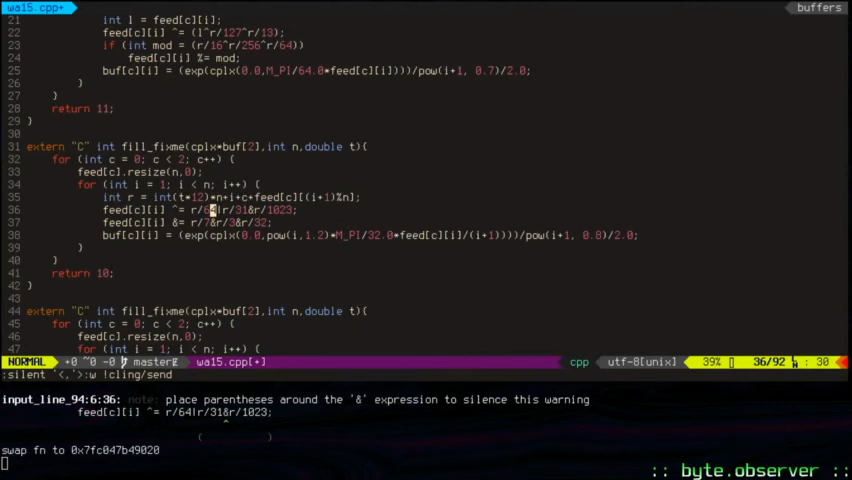 wa15.cpp+ buffers
21 int l = feed[c][i];
22 feed[c][i] ^= (l^r/127^r/13);
23 if (int mod = (r/16^r/256^r/64))
24 feed[c][i] %= mod;
25 buf[c][i] = (exp(cplx(0.0,M_PI/64.0*feed[c][i])))/pow(i+1, 0.7)/2.0;
26 }
27 }
28 return 11;
29 }
30
31 extern "C" int fill_fixme(cplx*buf[2],int n,double t){
32 for (int c = 0; c < 2; c++) {
33 feed[c].resize(n,0);
34 for (int i = 1; i < n; i++) {
35 int r = int(t*12)*n+i+c+feed[c][(i+1)%n];
36 feed[c][i] ^= r/64|r/31&r/1023;
37 feed[c][i] &= r/7&r/3&r/32;
38 buf[c][i] = (exp(cplx(0.0,pow(i,1.2)*M_PI/32.0*feed[c][i]/(i+1))))/pow(i+1, 0.8)/2.0;
39 }
40 }
41 return 10;
42 }
43
44 extern "C" int fill_fixme(cplx*buf[2],int n,double t){
45 for (int c = 0; c < 2; c++) {
46 feed[c].resize(n,0);
47 for (int i = 1; i < n; i++) {
NORMAL +0 ~0 -0 master wa15.cpp[+] cpp utf-8[unix] 39% 36/92 : 30
:silent '<,'>:w !cling/send
input_line_94:6:36: note: place parentheses around the '&' expression to silence this warning
feed[c][i] ^= r/64|r/31&r/1023;
^
( )
swap fn to 0x7fc047b49020
:: byte.observer ::